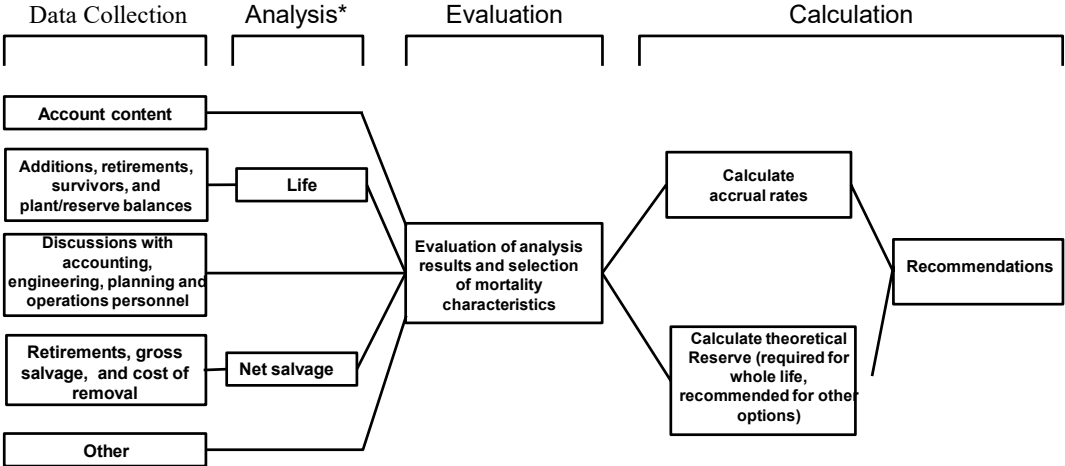 Data Collection
Analysis*
Evaluation
Calculation
Account content
Additions, retirements,
survivors, and
plant/reserve balances
Life
Discussions with
accounting,
engineering, planning and
operations personnel
Retirements, gross
salvage, and cost of
removal
Net salvage
Other
Evaluation of analysis
results and selection
of mortality
characteristics
Calculate
accrual rates
Calculate theoretical
Reserve (required for
whole life,
recommended for other
options)
Recommendations